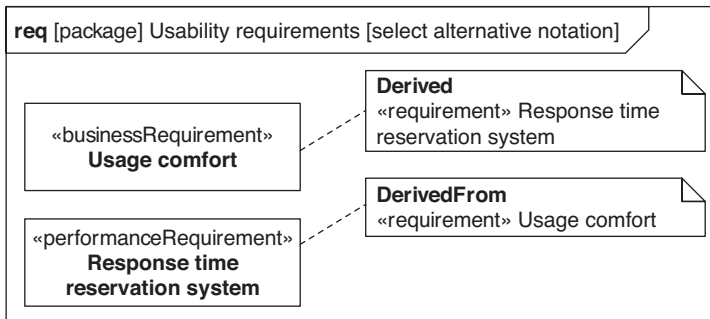 req [package] Usability requirements [select alternative notation]
«businessRequirement»
Usage comfort
Derived
«requirement» Response time
reservation system
«performanceRequirement»
Response time
reservation system
DerivedFrom
«requirement» Usage comfort